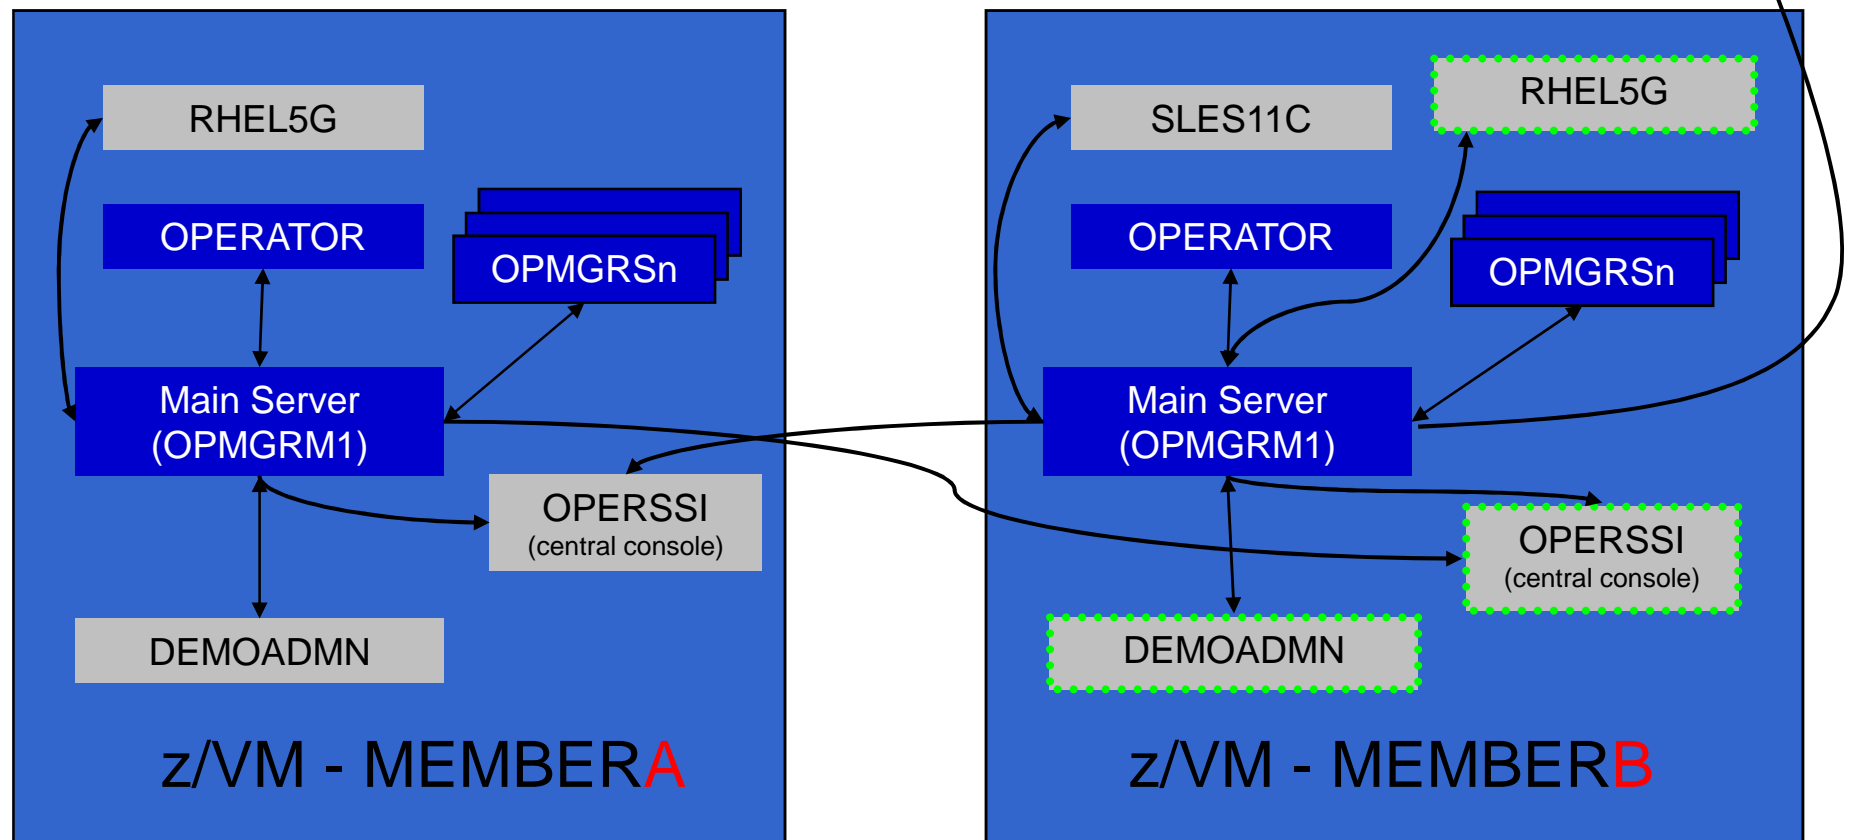 RHEL5G
OPERATOR
OPMGRSn
Main Server
(OPMGRM1)
OPERSSI
(central console)
DEMOADMN
z/VM - MEMBERA
SLES11C
RHEL5G
OPERATOR
OPMGRSn
Main Server
(OPMGRM1)
OPERSSI
(central console)
DEMOADMN
z/VM - MEMBERB